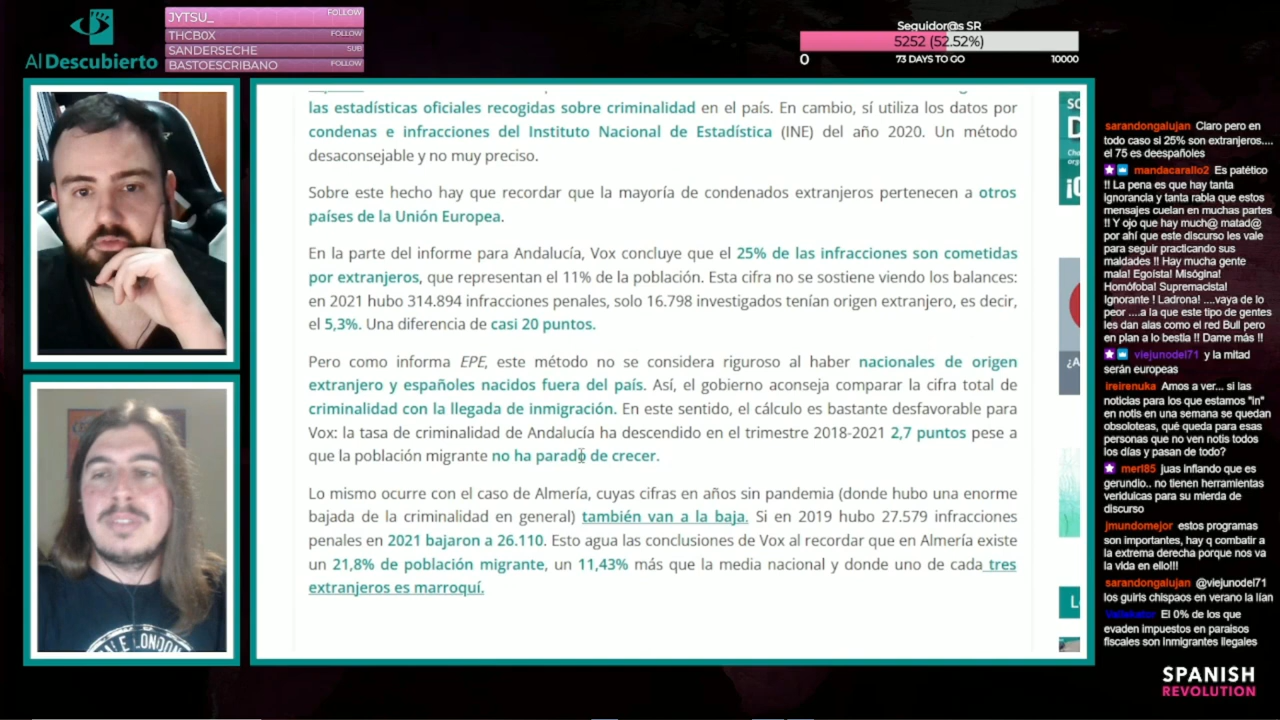 JYTSU_ FOLLOW
THCB0X FOLLOW
SANDERSECHE SUB
BASTOESCRIBANO FOLLOW
Al Descubierto
Seguidor@s SR
5252 (52.52%)
0 73 DAYS TO GO 10000
las estadísticas oficiales recogidas sobre criminalidad en el país. En cambio, sí utiliza los datos por
condenas e infracciones del Instituto Nacional de Estadística (INE) del año 2020. Un método
desaconsejable y no muy preciso.
Sobre este hecho hay que recordar que la mayoría de condenados extranjeros pertenecen a otros
países de la Unión Europea.
En la parte del informe para Andalucía, Vox concluye que el 25% de las infracciones son cometidas
por extranjeros, que representan el 11% de la población. Esta cifra no se sostiene viendo los balances:
en 2021 hubo 314.894 infracciones penales, solo 16.798 investigados tenían origen extranjero, es decir,
el 5,3%. Una diferencia de casi 20 puntos.
Pero como informa EPE, este método no se considera riguroso al haber nacionales de origen
extranjero y españoles nacidos fuera del país. Así, el gobierno aconseja comparar la cifra total de
criminalidad con la llegada de inmigración. En este sentido, el cálculo es bastante desfavorable para
Vox: la tasa de criminalidad de Andalucía ha descendido en el trimestre 2018-2021 2,7 puntos pese a
que la población migrante no ha parado de crecer.
Lo mismo ocurre con el caso de Almería, cuyas cifras en años sin pandemia (donde hubo una enorme
bajada de la criminalidad en general) también van a la baja. Si en 2019 hubo 27.579 infracciones
penales en 2021 bajaron a 26.110. Esto agua las conclusiones de Vox al recordar que en Almería existe
un 21,8% de población migrante, un 11,43% más que la media nacional y donde uno de cada tres
extranjeros es marroquí.
sarandongalujan Claro pero en
todo caso si 25% son extranjeros....
el 75 es deespañoles
mandacarallo2 Es patético
!! La pena es que hay tanta
ignorancia y tanta rabia que estos
mensajes cuelan en muchas partes
!! Y ojo que hay much@ matad@
por ahí que este discurso les vale
para seguir practicando sus
maldades !! Hay mucha gente
mala! Egoísta! Misógina!
Homófoba! Supremacista!
Ignorante ! Ladrona! ....vaya de lo
peor ....a la que este tipo de gentes
les dan alas como el red Bull pero
en plan a lo bestia !! Dame más !!
viejunodel71 y la mitad
serán europeas
ireirenuka Amos a ver... si las
noticias para los que estamos "in"
en notis en una semana se quedan
obsoloteas, qué queda para esas
personas que no ven notis todos
los días y pasan de todo?
merl85 juas inflando que es
gerundio.. no tienen herramientas
veriduicas para su mierda de
discurso
jmundomejor estos programas
son importantes, hay q combatir a
la extrema derecha porque nos va
la vida en ello!!!
sarandongalujan @viejunodel71
los guiris chispaos en verano la lían
El 0% de los que
evaden impuestos en paraisos
fiscales son inmigrantes ilegales
SPANISH
REVOLUTION